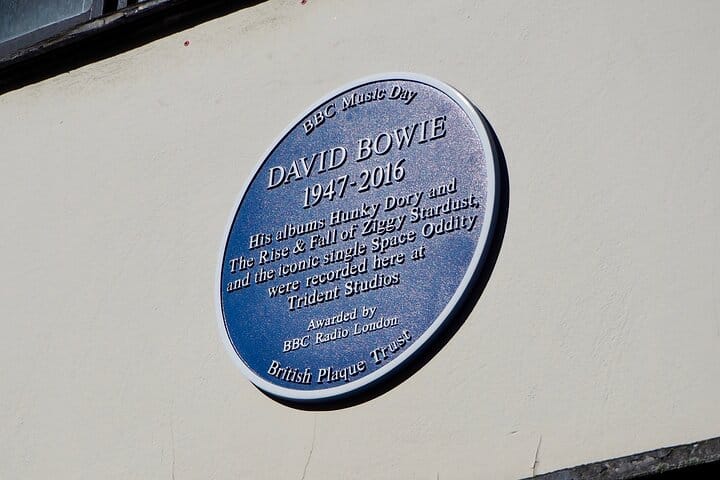 BBC Music Day
DAVID BOWIE
1947-2016
His albums Hunky Dory and
The Rise & Fall of Ziggy Stardust,
and the iconic single Space Oddity
were recorded here at
Trident Studios
Awarded by
BBC Radio London
British Plaque Trust